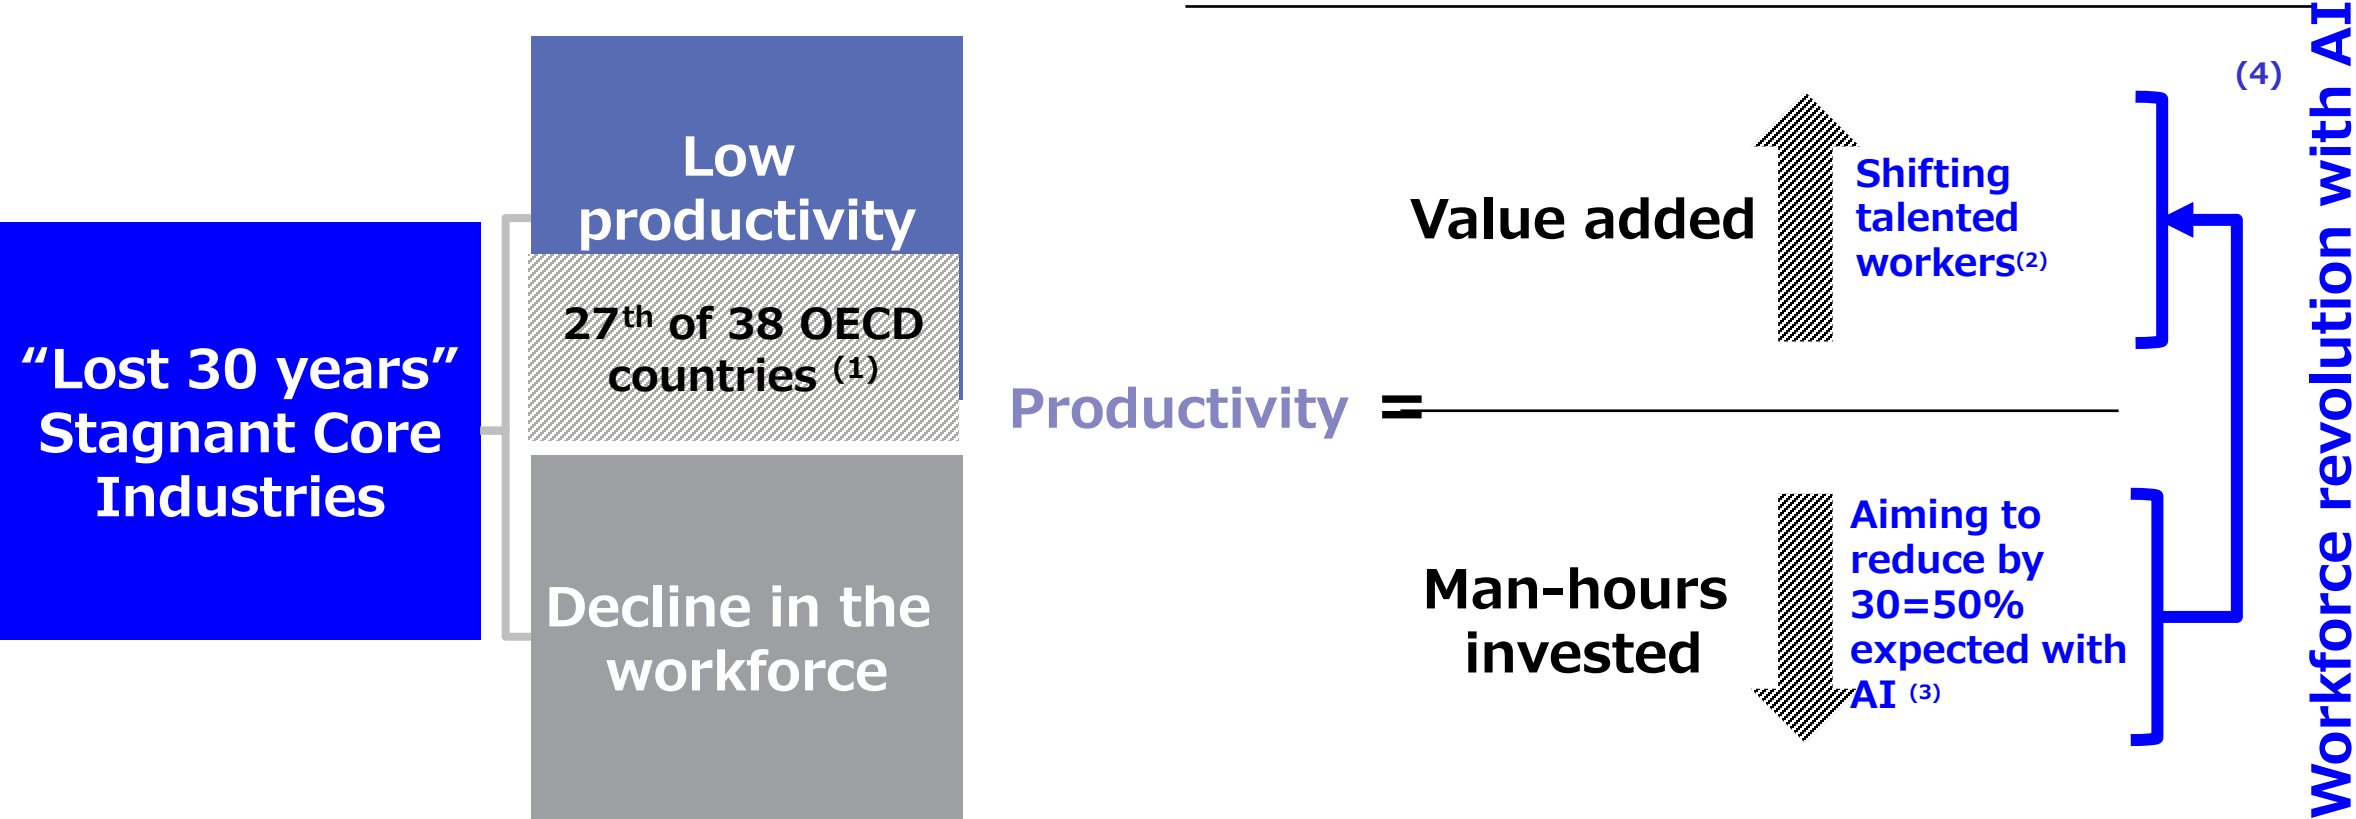 “Lost 30 years”
Stagnant Core
Industries
Low
productivity
27th of 38 OECD
countries (1)
Decline in the
workforce
Productivity =
Value added
Shifting
talented
workers(2)
Man-hours
invested
Aiming to
reduce by
30=50%
expected with
AI (3)
(4)
Workforce revolution with AI